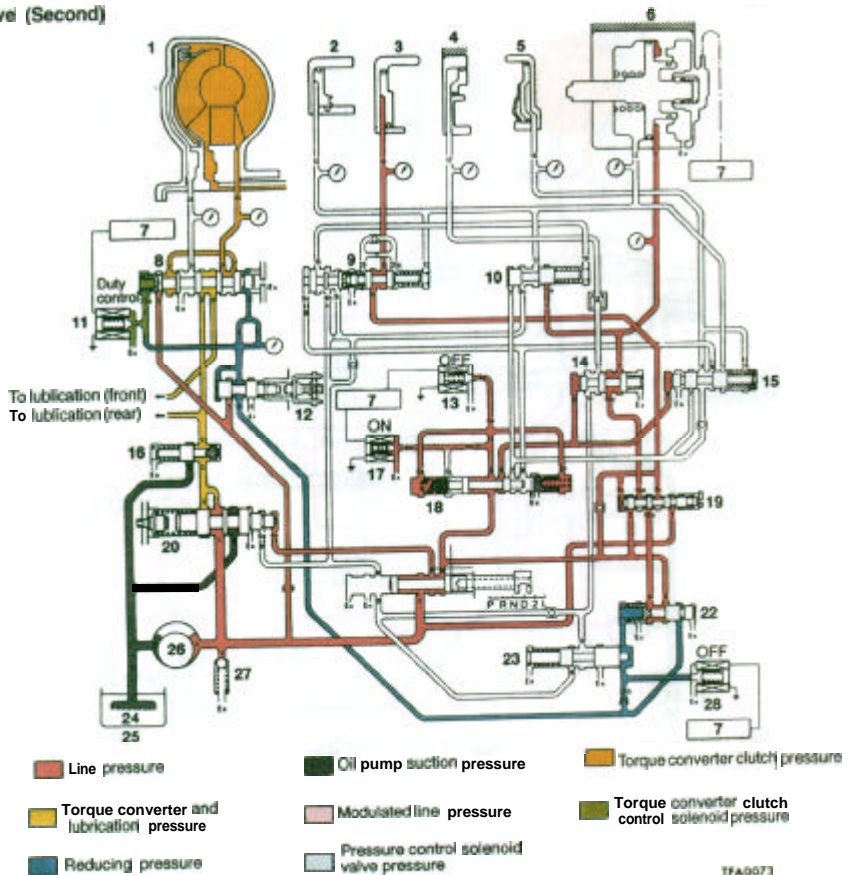 ve (Second)
1
2
3
4
5
6
7
7
8
Duty
control
9
10
11
OFF
14
15
To lublication (front)
To lublication (rear)
12
7
13
ON
16
17
18
19
20
P R N D 2 L
22
23
OFF
26
27
28
24
25
7
Line pressure
Oil pump suction pressure
Torque converter clutch pressure
Torque converter and
lubrication pressure
Modulated line pressure
Torque converter clutch
control solenoid pressure
Reducing pressure
Pressure control solenoid
valve pressure
TFA0073